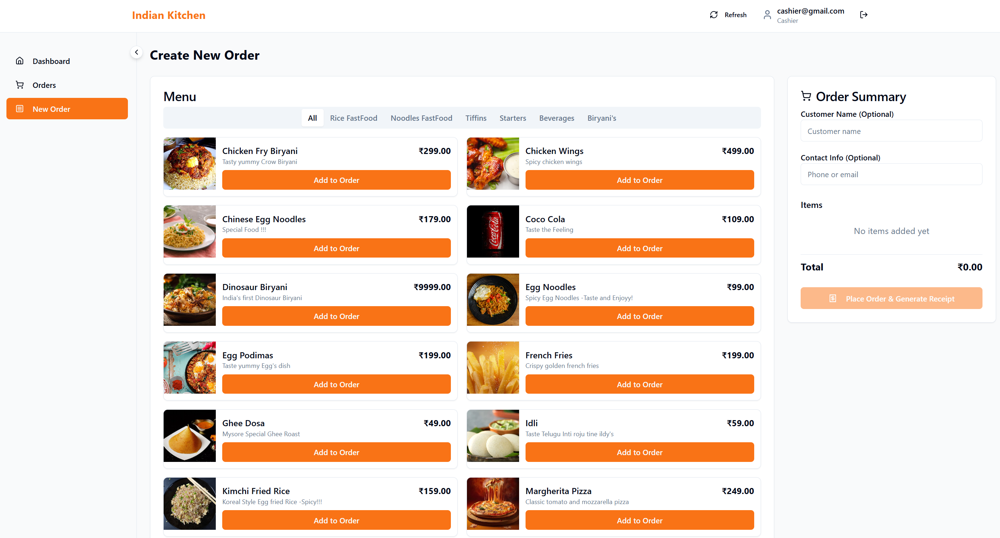 Indian Kitchen
Refresh
cashier@gmail.com
Cashier
Dashboard
Orders
New Order
Create New Order
Menu
All Rice FastFood Noodles FastFood Tiffins Starters Beverages Biryani's
Chicken Fry Biryani ₹299.00
Tasty yummy Crow Biryani
Add to Order
Chicken Wings ₹499.00
Spicy chicken wings
Add to Order
Chinese Egg Noodles ₹179.00
Special Food !!!
Add to Order
Coca-Cola
Coco Cola ₹109.00
Taste the Feeling
Add to Order
Dinosaur Biryani ₹9999.00
India's first Dinosaur Biryani
Add to Order
Egg Noodles ₹99.00
Spicy Egg Noodles -Taste and Enjoyy!
Add to Order
Egg Podimas ₹199.00
Taste yummy Egg's dish
Add to Order
French Fries ₹199.00
Crispy golden french fries
Add to Order
Ghee Dosa ₹49.00
Mysore Special Ghee Roast
Add to Order
Idli ₹59.00
Taste Telugu Inti roju tine ildy's
Add to Order
Kimchi Fried Rice ₹159.00
Koreal Style Egg fried Rice -Spicy!!!
Add to Order
Margherita Pizza ₹249.00
Classic tomato and mozzarella pizza
Add to Order
Order Summary
Customer Name (Optional)
Customer name
Contact Info (Optional)
Phone or email
Items
No items added yet
Total ₹0.00
Place Order & Generate Receipt